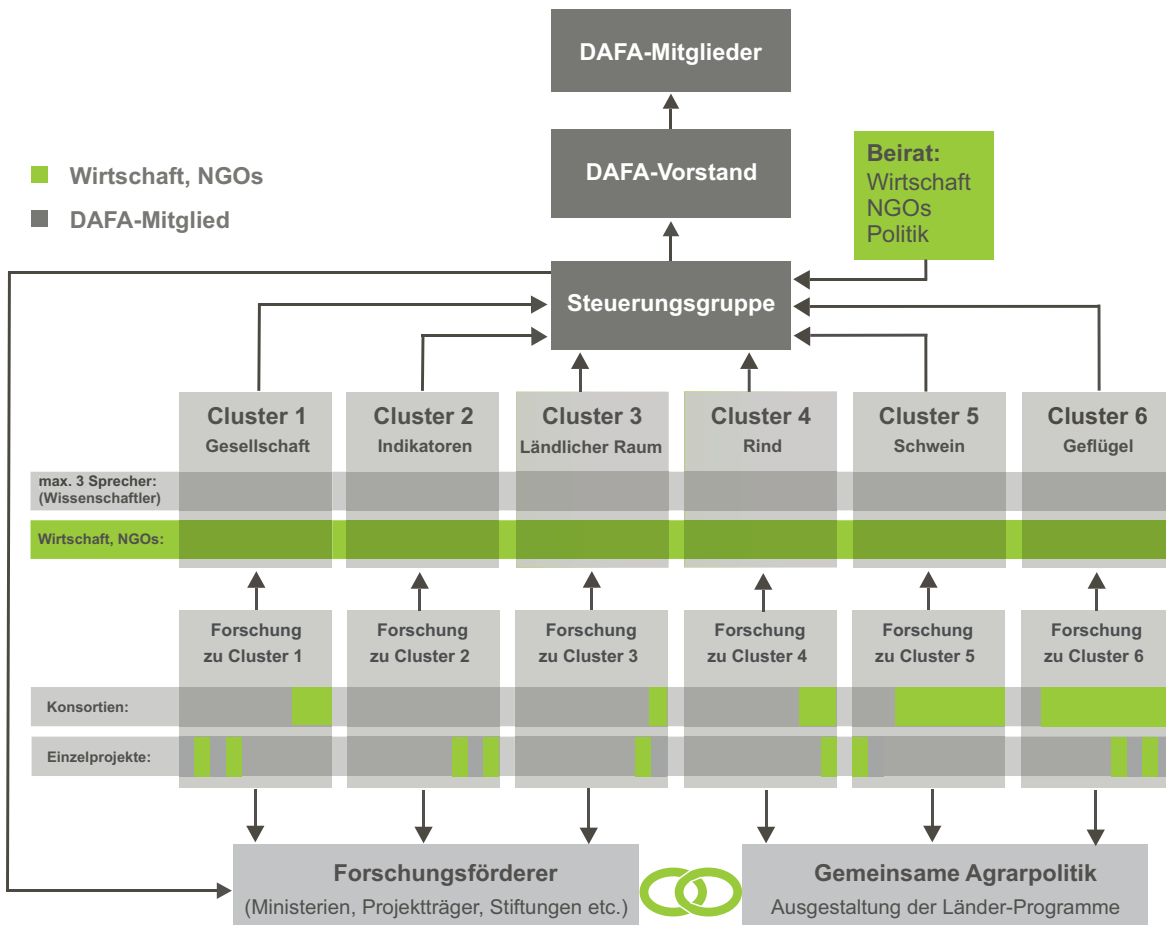 DAFA-Mitglieder
DAFA-Vorstand
Wirtschaft, NGOs
DAFA-Mitglied
Beirat:
Wirtschaft
NGOs
Politik
Steuerungsgruppe
Cluster 1
Gesellschaft
Cluster 2
Indikatoren
Cluster 3
Ländlicher Raum
Cluster 4
Rind
Cluster 5
Schwein
Cluster 6
Geflügel
max. 3 Sprecher:
(Wissenschaftler)
Wirtschaft, NGOs:
Forschung
zu Cluster 1
Forschung
zu Cluster 2
Forschung
zu Cluster 3
Forschung
zu Cluster 4
Forschung
zu Cluster 5
Forschung
zu Cluster 6
Konsortien:
Einzelprojekte:
Forschungsförderer
(Ministerien, Projektträger, Stiftungen etc.)
Gemeinsame Agrarpolitik
Ausgestaltung der Länder-Programme